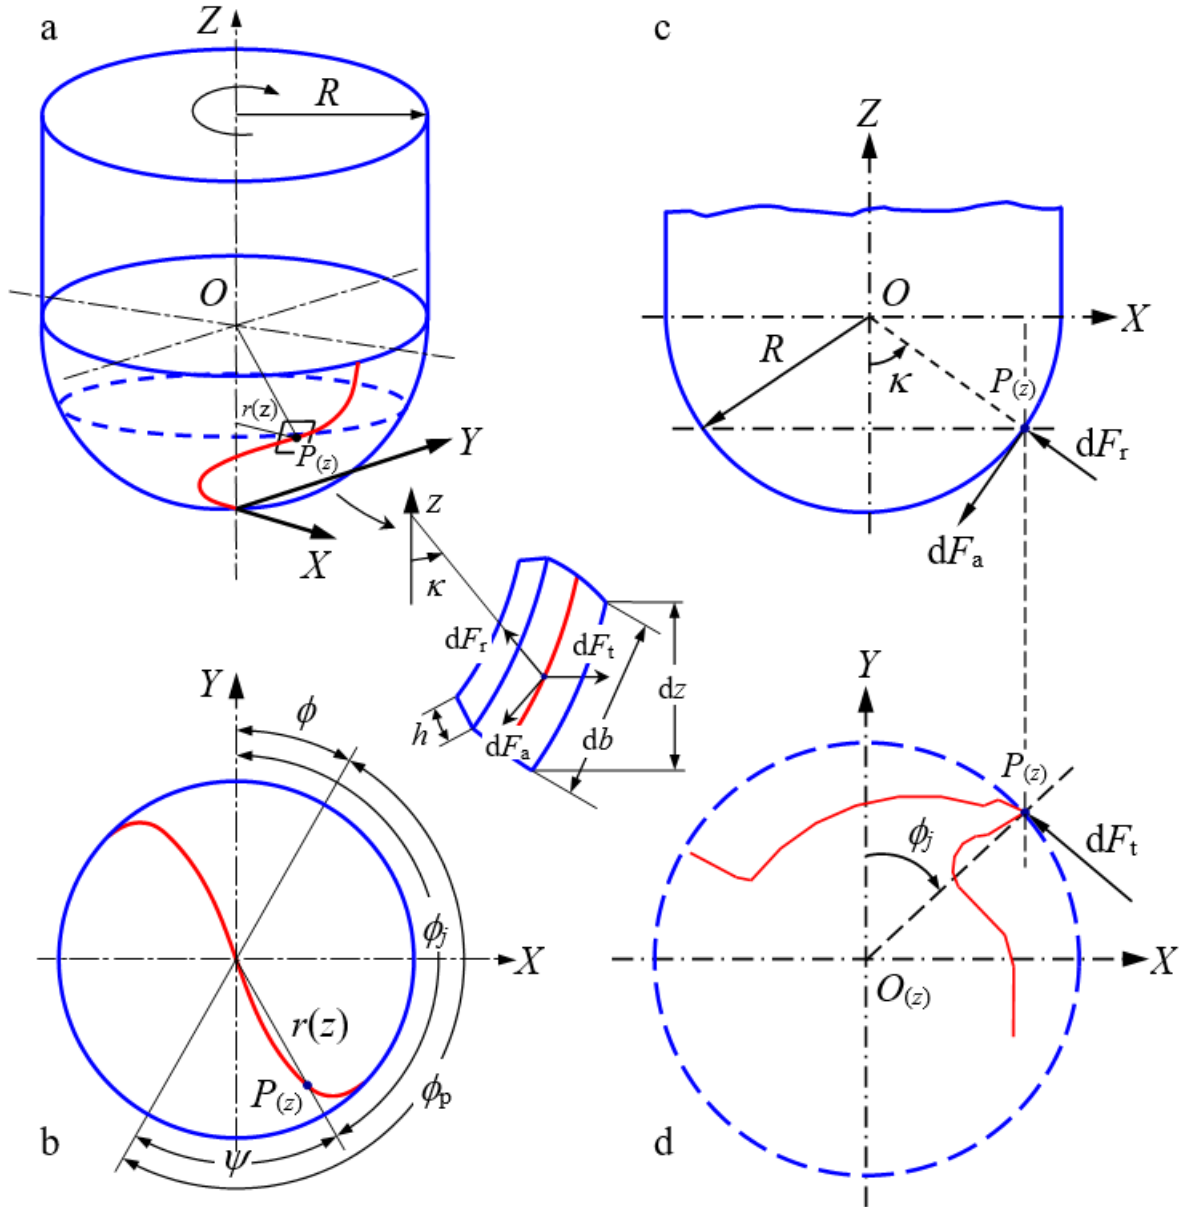 a
Z
R
O
r(z)
P(z)
Y
X
z
κ
dFr
dFt
dFa
h
db
dz
b
Y
ϕ
ϕj
X
r(z)
P(z)
ϕp
ψ
c
Z
O
X
R
κ
P(z)
dFr
dFa
d
Y
P(z)
ϕj
dFt
O(z)
X